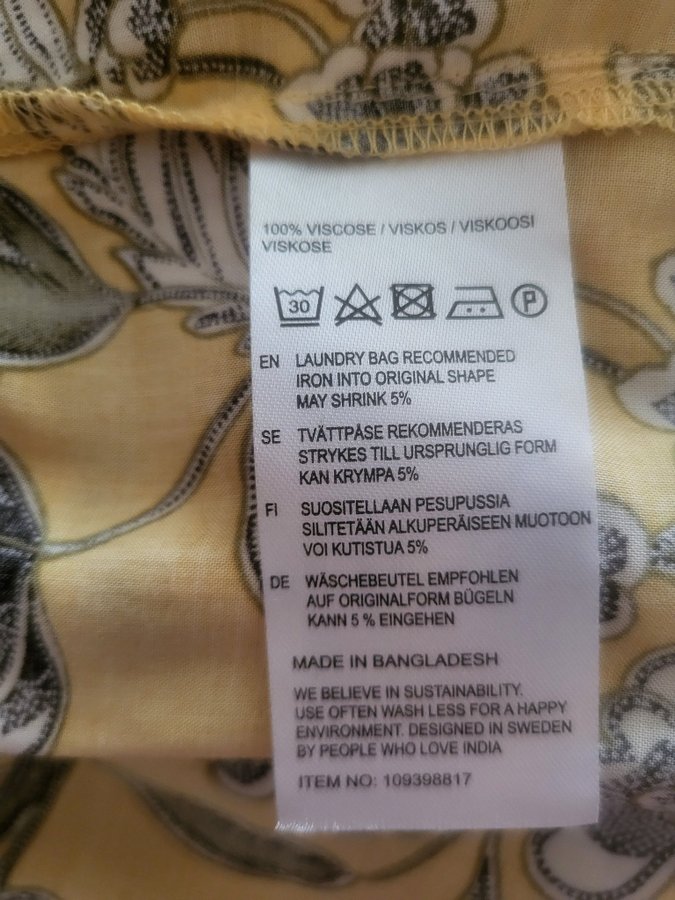 100% VISCOSE / VISKOS / VISKOOSI
VISKOSE
30 P
EN LAUNDRY BAG RECOMMENDED
IRON INTO ORIGINAL SHAPE
MAY SHRINK 5%
SE TVÄTTPÅSE REKOMMENDERAS
STRYKES TILL URSPRUNGLIG FORM
KAN KRYMPA 5%
FI SUOSITELLAAN PESUPUSSIA
SILITETÄÄN ALKUPERÄISEEN MUOTOON
VOI KUTISTUA 5%
DE WÄSCHEBEUTEL EMPFOHLEN
AUF ORIGINALFORM BÜGELN
KANN 5 % EINGEHEN
MADE IN BANGLADESH
WE BELIEVE IN SUSTAINABILITY.
USE OFTEN WASH LESS FOR A HAPPY
ENVIRONMENT. DESIGNED IN SWEDEN
BY PEOPLE WHO LOVE INDIA
ITEM NO: 109398817